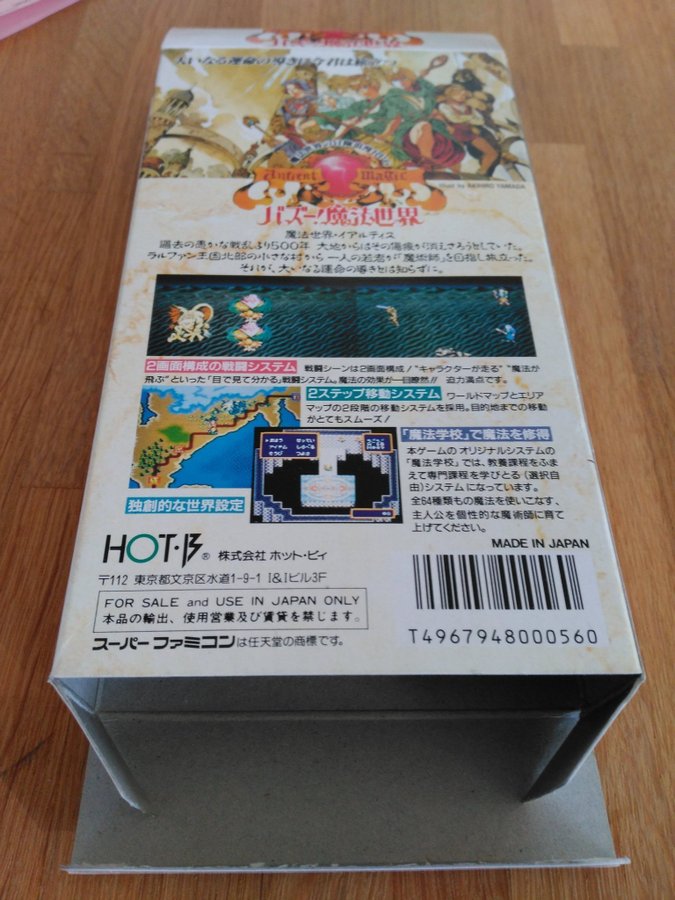 バズー!魔法世界
大いなる運命の導きは今君は
Ancient Magic
Illust by AKIHIRO YAMADA
バズー!魔法世界
魔法世界・イアルティス
過去の愚かな戦乱より500年 大地からはその傷痕が消えさろうとしていた。
ラルファン王国北部の小さな村から 一人の若者が「魔術師」を目指し旅立った。
それが、大いなる運命の導きとは知らずに。
2画面構成の戦闘システム
戦闘シーンは2画面構成/"キャラクターが走る" "魔法が
飛ぶ"といった「目で見て分かる」戦闘システム。魔法の効果が一目瞭然!! 迫力満点です。
2ステップ移動システム
ワールドマップとエリア
マップの2段階の移動システムを採用。目的地までの移動
がとてもスムーズ!
「魔法学校」で魔法を修得
本ゲームのオリジナルシステムの
「魔法学校」では、教養課程をふま
えて専門課程を学びとる(選択自
由)システムになっています。
全64種類もの魔法を使いこなす、
主人公を個性的な魔術師に育て
上げてください。
独創的な世界設定
MADE IN JAPAN
HOT・B® 株式会社 ホット・ビィ
〒112 東京都文京区水道1-9-1 I&Iビル3F
FOR SALE and USE IN JAPAN ONLY
本品の輸出、使用営業及び賃貸を禁じます。
スーパーファミコンは任天堂の商標です。
T4967948000560